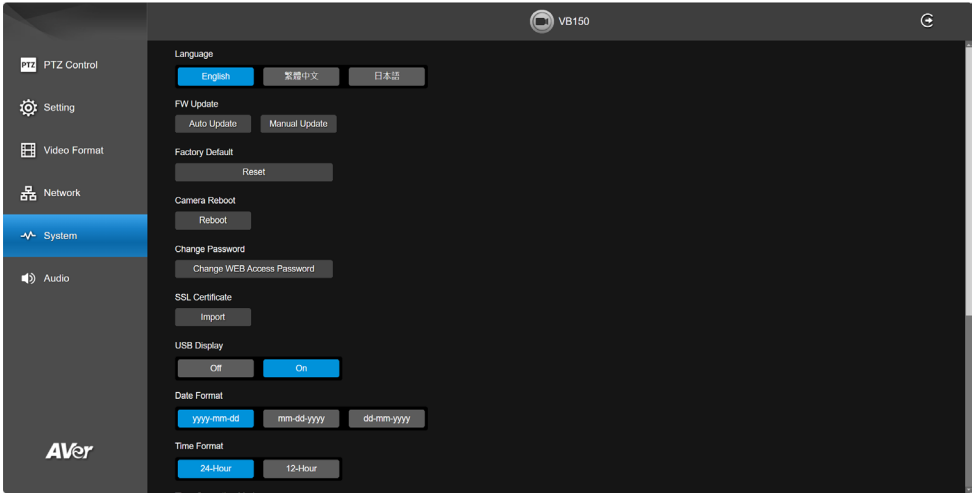 VB150
PTZ PTZ Control
Setting
Video Format
Network
System
Audio
AVer
Language
English 繁體中文 日本語
FW Update
Auto Update Manual Update
Factory Default
Reset
Camera Reboot
Reboot
Change Password
Change WEB Access Password
SSL Certificate
Import
USB Display
Off On
Date Format
yyyy-mm-dd mm-dd-yyyy dd-mm-yyyy
Time Format
24-Hour 12-Hour